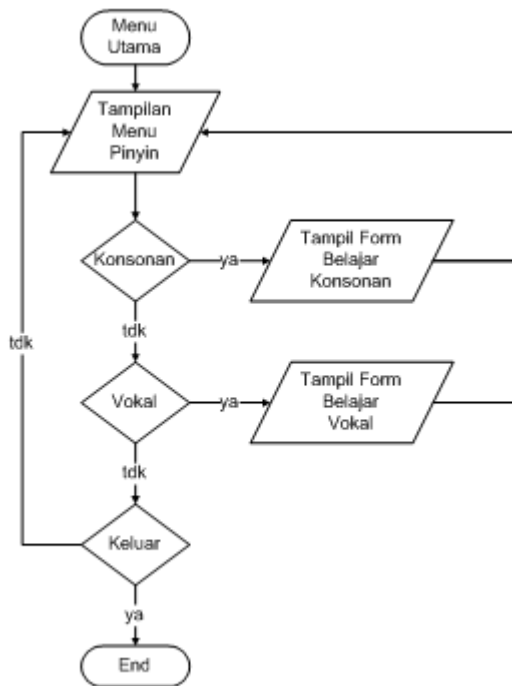 Menu
Utama
Tampilan
Menu
Pinyin
Konsonan
ya
Tampil Form
Belajar
Konsonan
tdk
tdk
Vokal
ya
Tampil Form
Belajar
Vokal
tdk
Keluar
ya
End